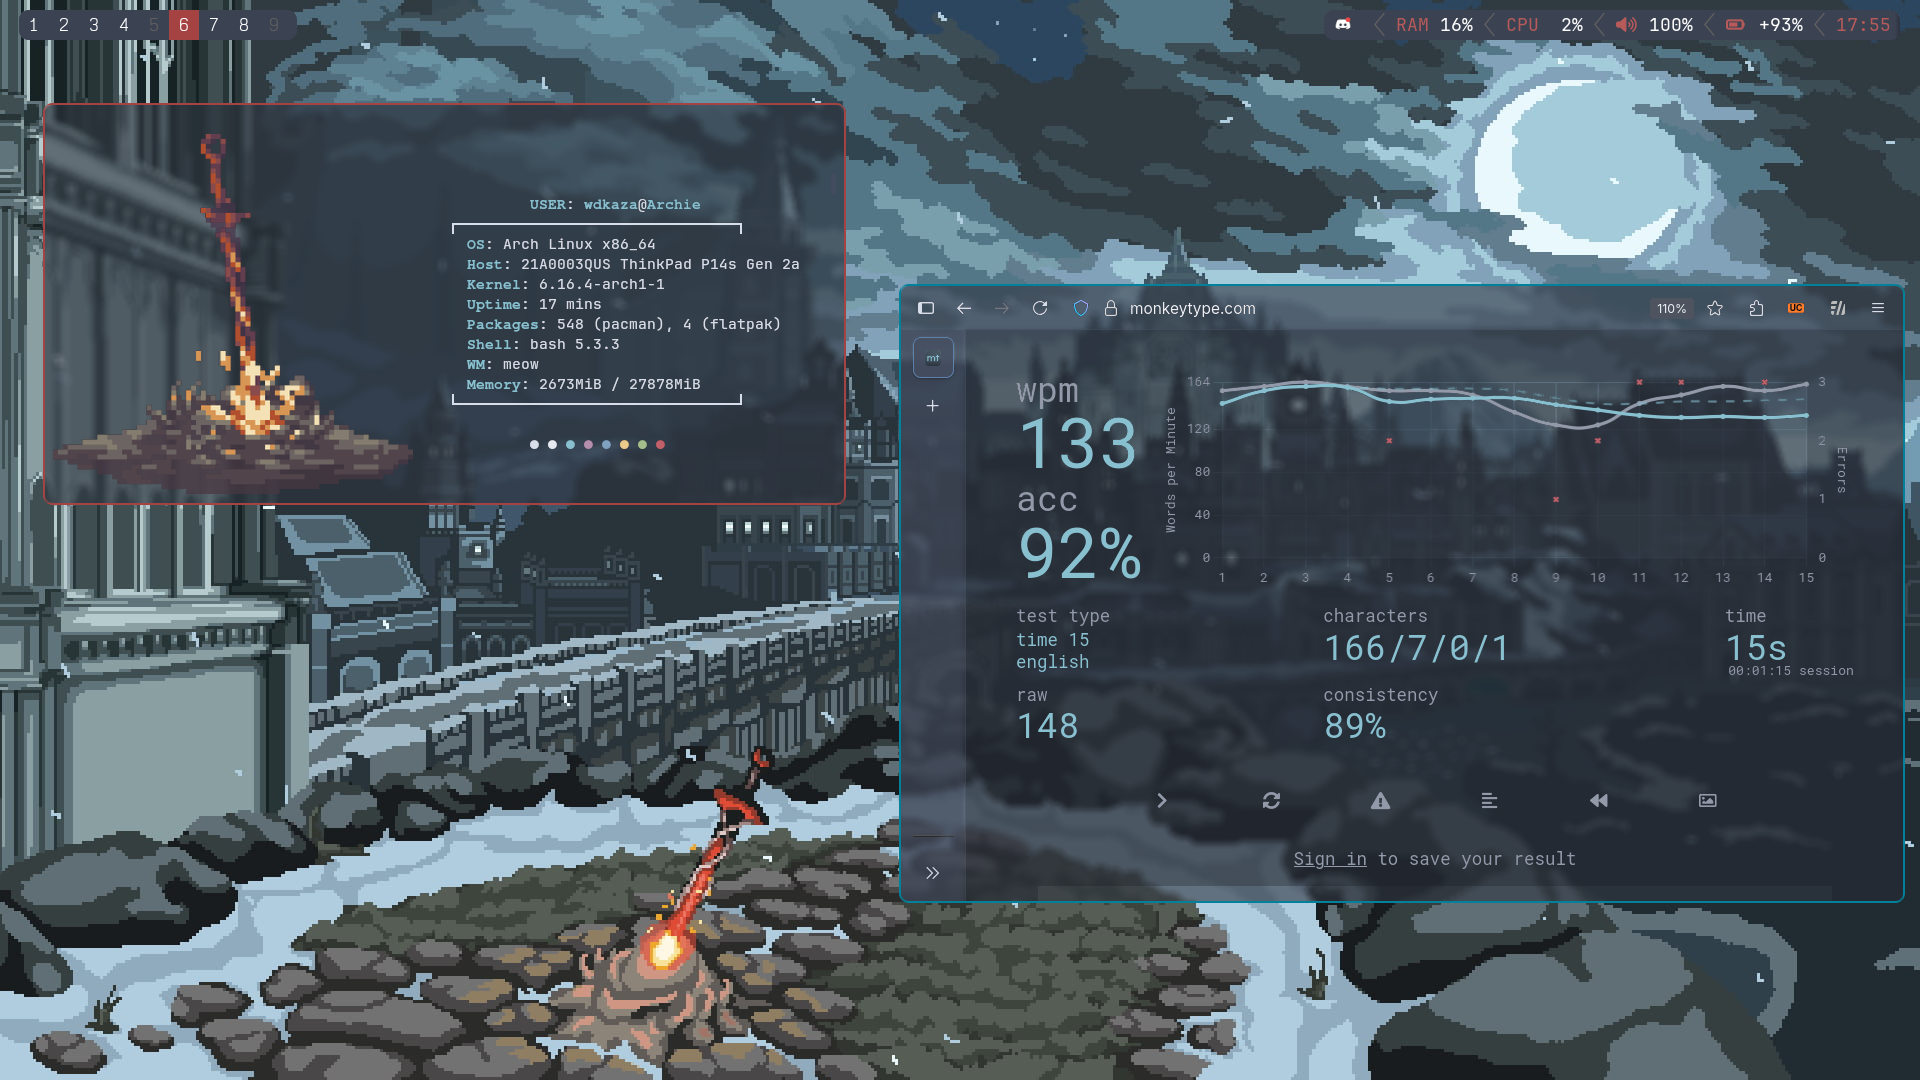 1 2 3 4 5 6 7 8 9
RAM 16% CPU 2% 100% +93% 17:55
USER: wdkaza@Archie
OS: Arch Linux x86_64
Host: 21A0003QUS ThinkPad P14s Gen 2a
Kernel: 6.16.4-arch1-1
Uptime: 17 mins
Packages: 548 (pacman), 4 (flatpak)
Shell: bash 5.3.3
WM: meow
Memory: 2673MiB / 27878MiB
monkeytype.com
110%
UC
mt
wpm
133
acc
92%
Words per Minute
164
120
80
40
0
1 2 3 4 5 6 7 8 9 10 11 12 13 14 15
3
2
1
0
Errors
test type
time 15
english
characters
166/7/0/1
time
15s
00:01:15 session
raw
148
consistency
89%
Sign in to save your result